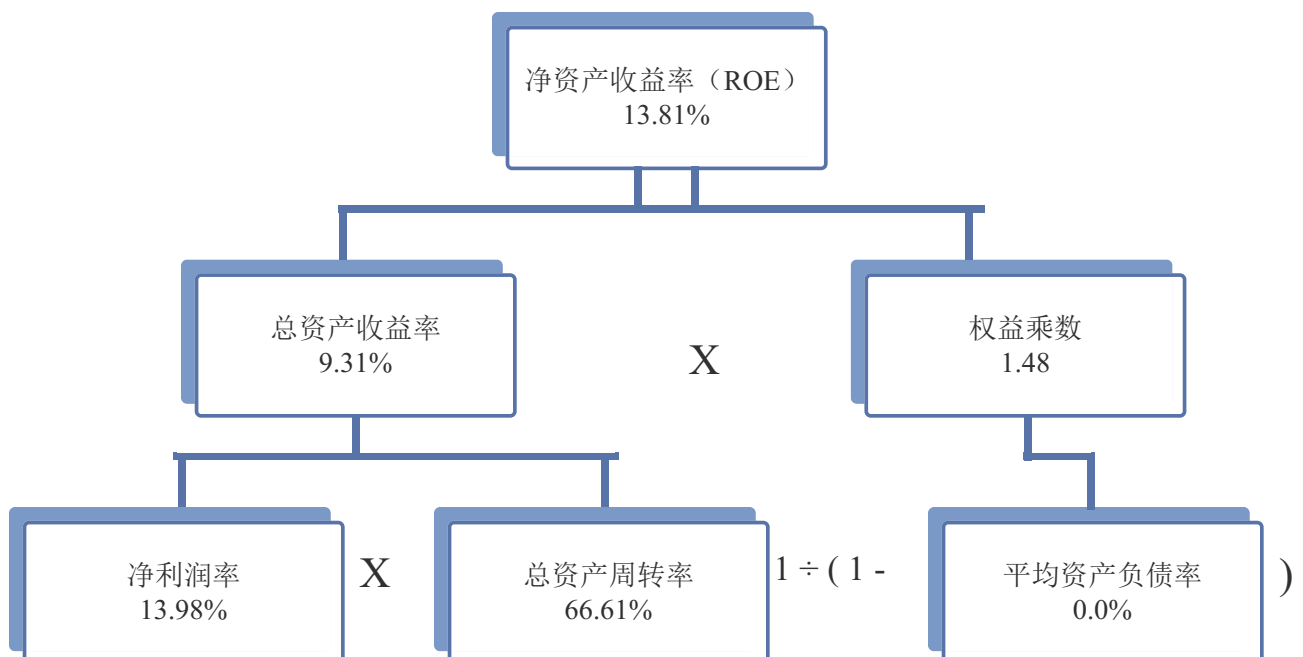 净资产收益率（ROE）
13.81%
总资产收益率
9.31%
X
权益乘数
1.48
净利润率
13.98%
X
总资产周转率
66.61%
1 ÷ ( 1 -
平均资产负债率
0.0%
)